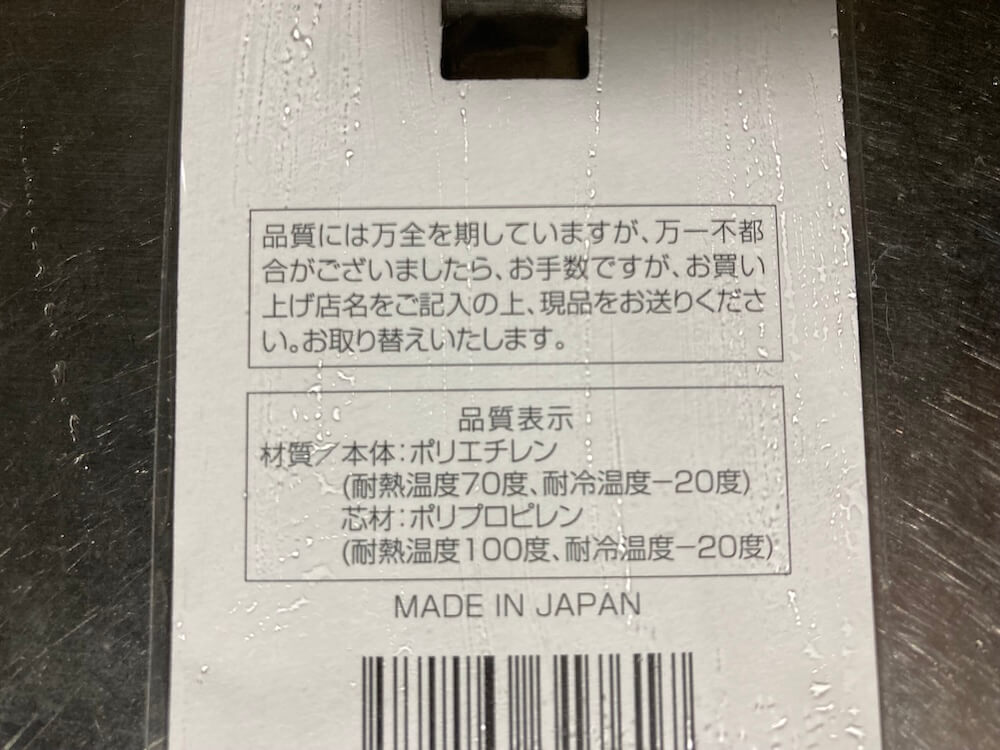 品質には万全を期していますが、万一不都
合がございましたら、お手数ですが、お買い
上げ店名をご記入の上、現品をお送りくださ
い。お取り替えいたします。
品質表示
材質/本体:ポリエチレン
(耐熱温度70度、耐冷温度-20度)
芯材:ポリプロピレン
(耐熱温度100度、耐冷温度-20度)
MADE IN JAPAN